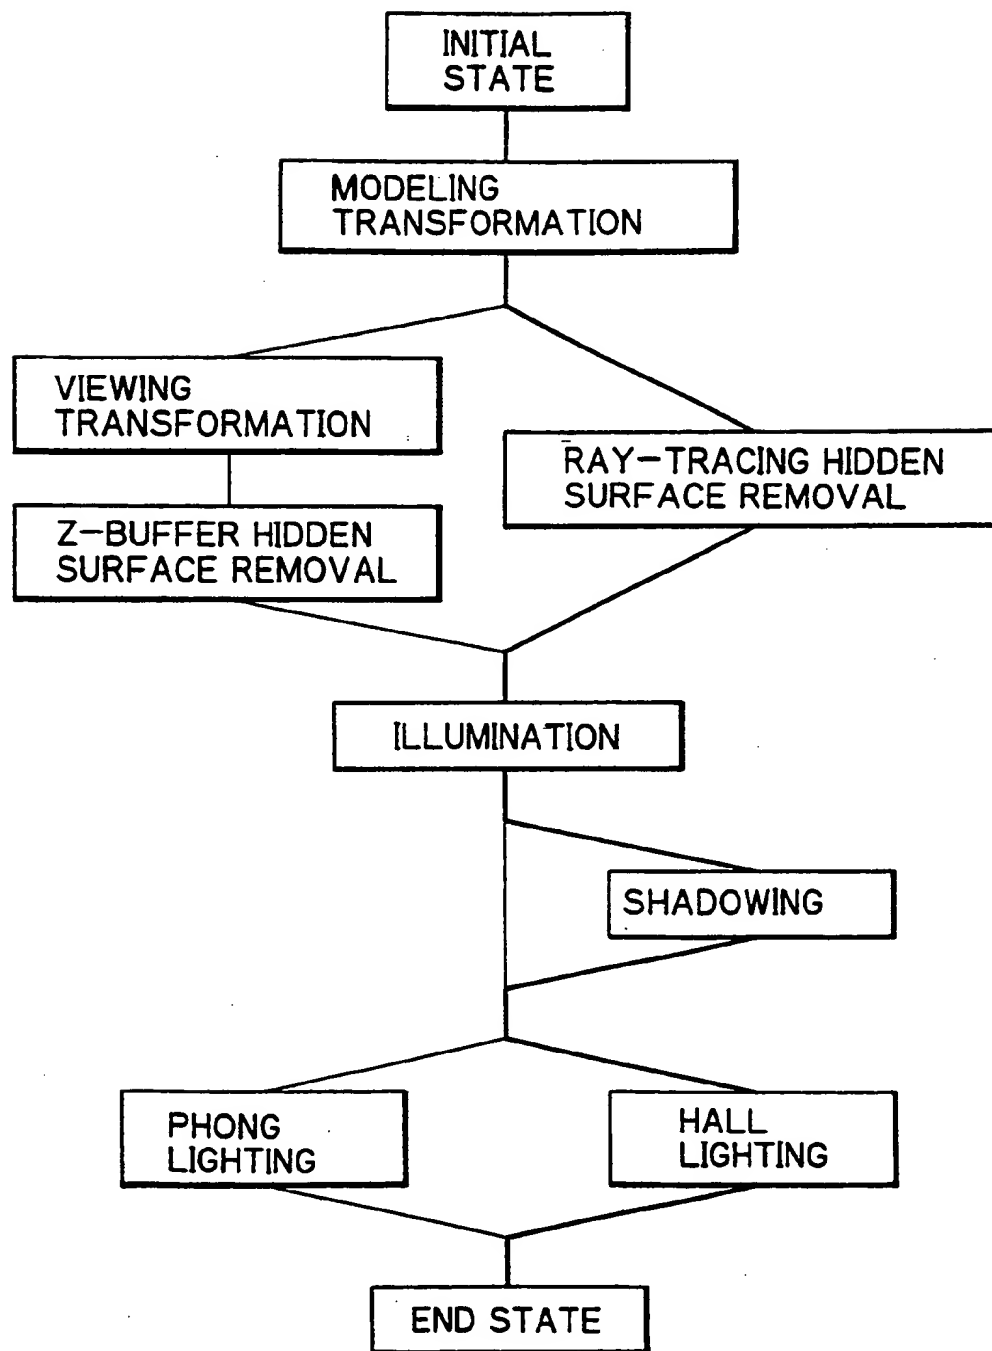 INITIAL
STATE
MODELING
TRANSFORMATION
VIEWING
TRANSFORMATION
RAY-TRACING HIDDEN
SURFACE REMOVAL
Z-BUFFER HIDDEN
SURFACE REMOVAL
ILLUMINATION
SHADOWING
PHONG
LIGHTING
HALL
LIGHTING
END STATE